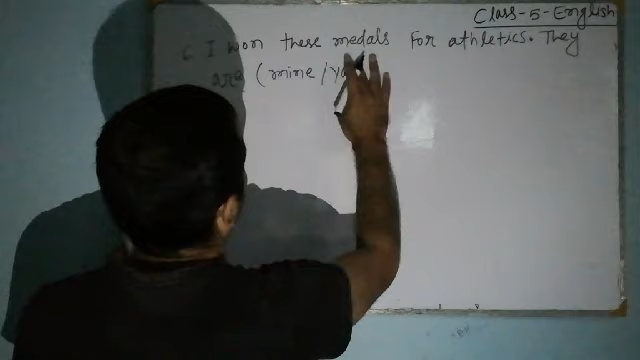 Class-5-English
c I won these medals for athletics. They
are (mine /